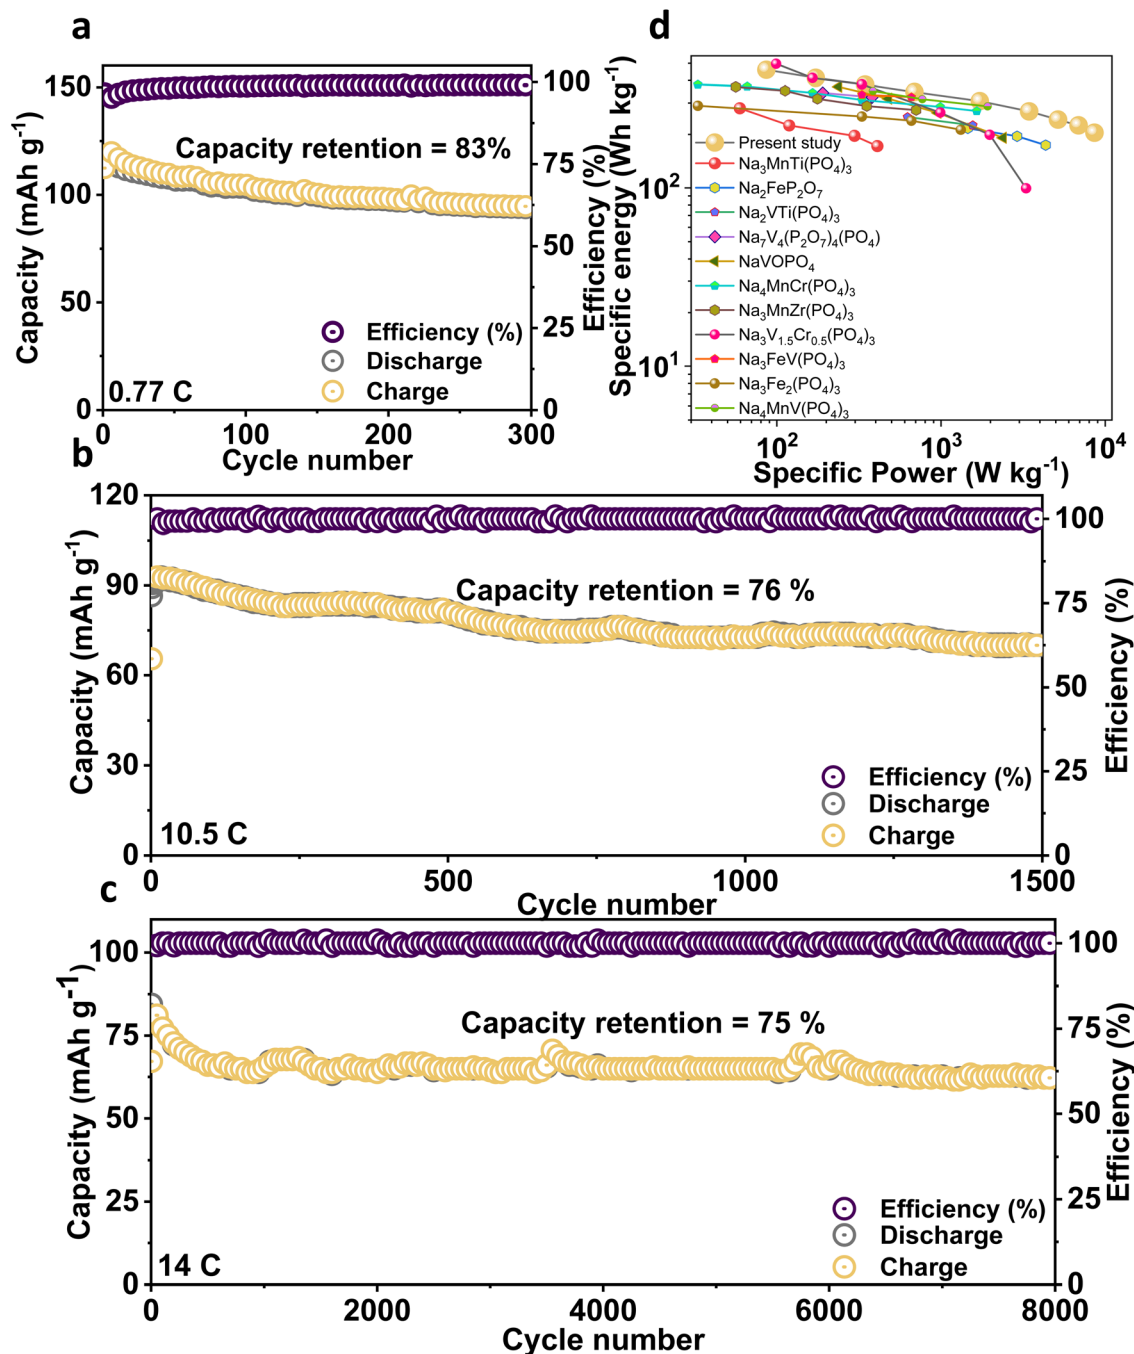 a
150
100
50
0
Capacity (mAh g⁻¹)
100
75
50
25
0
Efficiency (%)
Capacity retention = 83%
Efficiency (%)
Discharge
Charge
0.77 C
0 100 200 300
Cycle number
d
Specific energy (Wh kg⁻¹)
10²
10¹
Present study
Na₃MnTi(PO₄)₃
Na₂FeP₂O₇
Na₂VTi(PO₄)₃
Na₇V₄(P₂O₇)₄(PO₄)
NaVOPO₄
Na₄MnCr(PO₄)₃
Na₃MnZr(PO₄)₃
Na₃V₁.₅Cr₀.₅(PO₄)₃
Na₃FeV(PO₄)₃
Na₃Fe₂(PO₄)₃
Na₄MnV(PO₄)₃
10² 10³ 10⁴
Specific Power (W kg⁻¹)
b
120
90
60
30
0
Capacity (mAh g⁻¹)
100
75
50
25
0
Efficiency (%)
Capacity retention = 76 %
Efficiency (%)
Discharge
Charge
10.5 C
0 500 1000 1500
Cycle number
c
100
75
50
25
0
Capacity (mAh g⁻¹)
100
75
50
25
0
Efficiency (%)
Capacity retention = 75 %
Efficiency (%)
Discharge
Charge
14 C
0 2000 4000 6000 8000
Cycle number